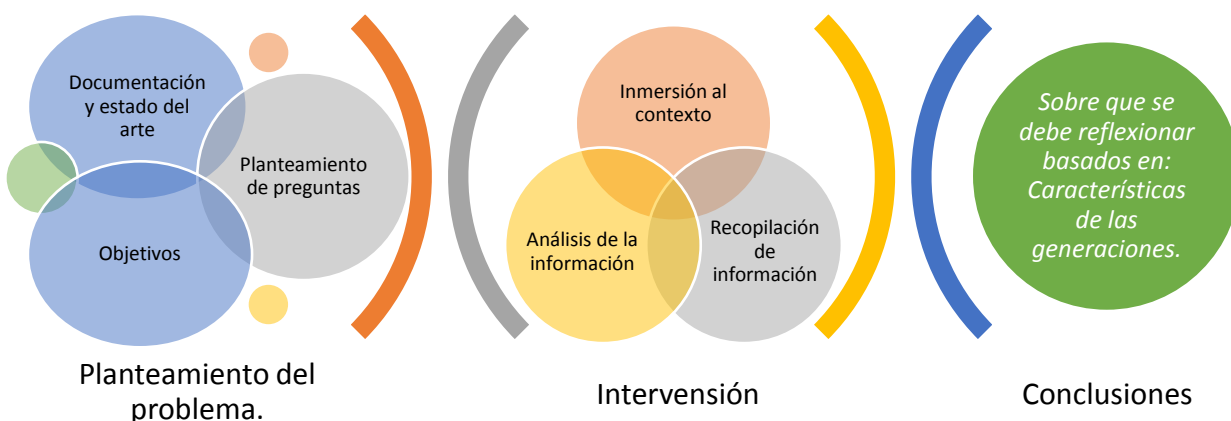 Documentación
y estado del
arte
Planteamiento
de preguntas
Objetivos
Planteamiento del
problema.
Inmersión al
contexto
Análisis de la
información
Recopilación
de
información
Intervensión
Sobre que se
debe reflexionar
basados en:
Características
de las
generaciones.
Conclusiones